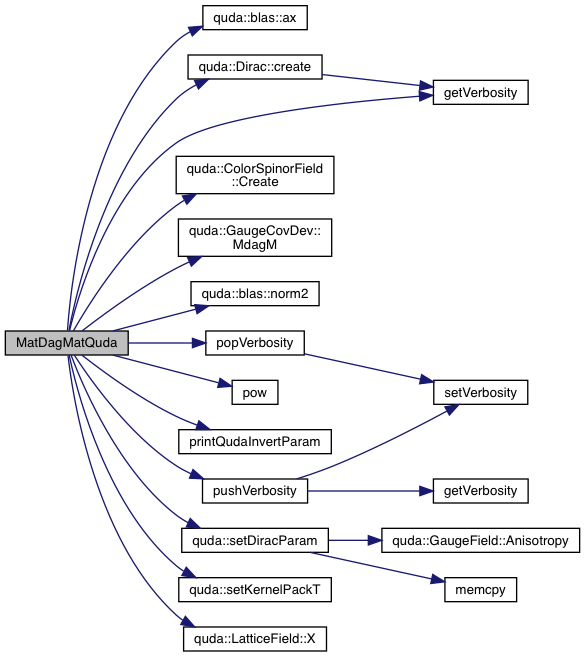 quda::blas::ax
quda::Dirac::create
getVerbosity
quda::ColorSpinorField
::Create
quda::GaugeCovDev::
MdagM
quda::blas::norm2
MatDagMatQuda
popVerbosity
pow
setVerbosity
printQudaInvertParam
pushVerbosity
getVerbosity
quda::setDiracParam
quda::GaugeField::Anisotropy
quda::setKernelPackT
memcpy
quda::LatticeField::X